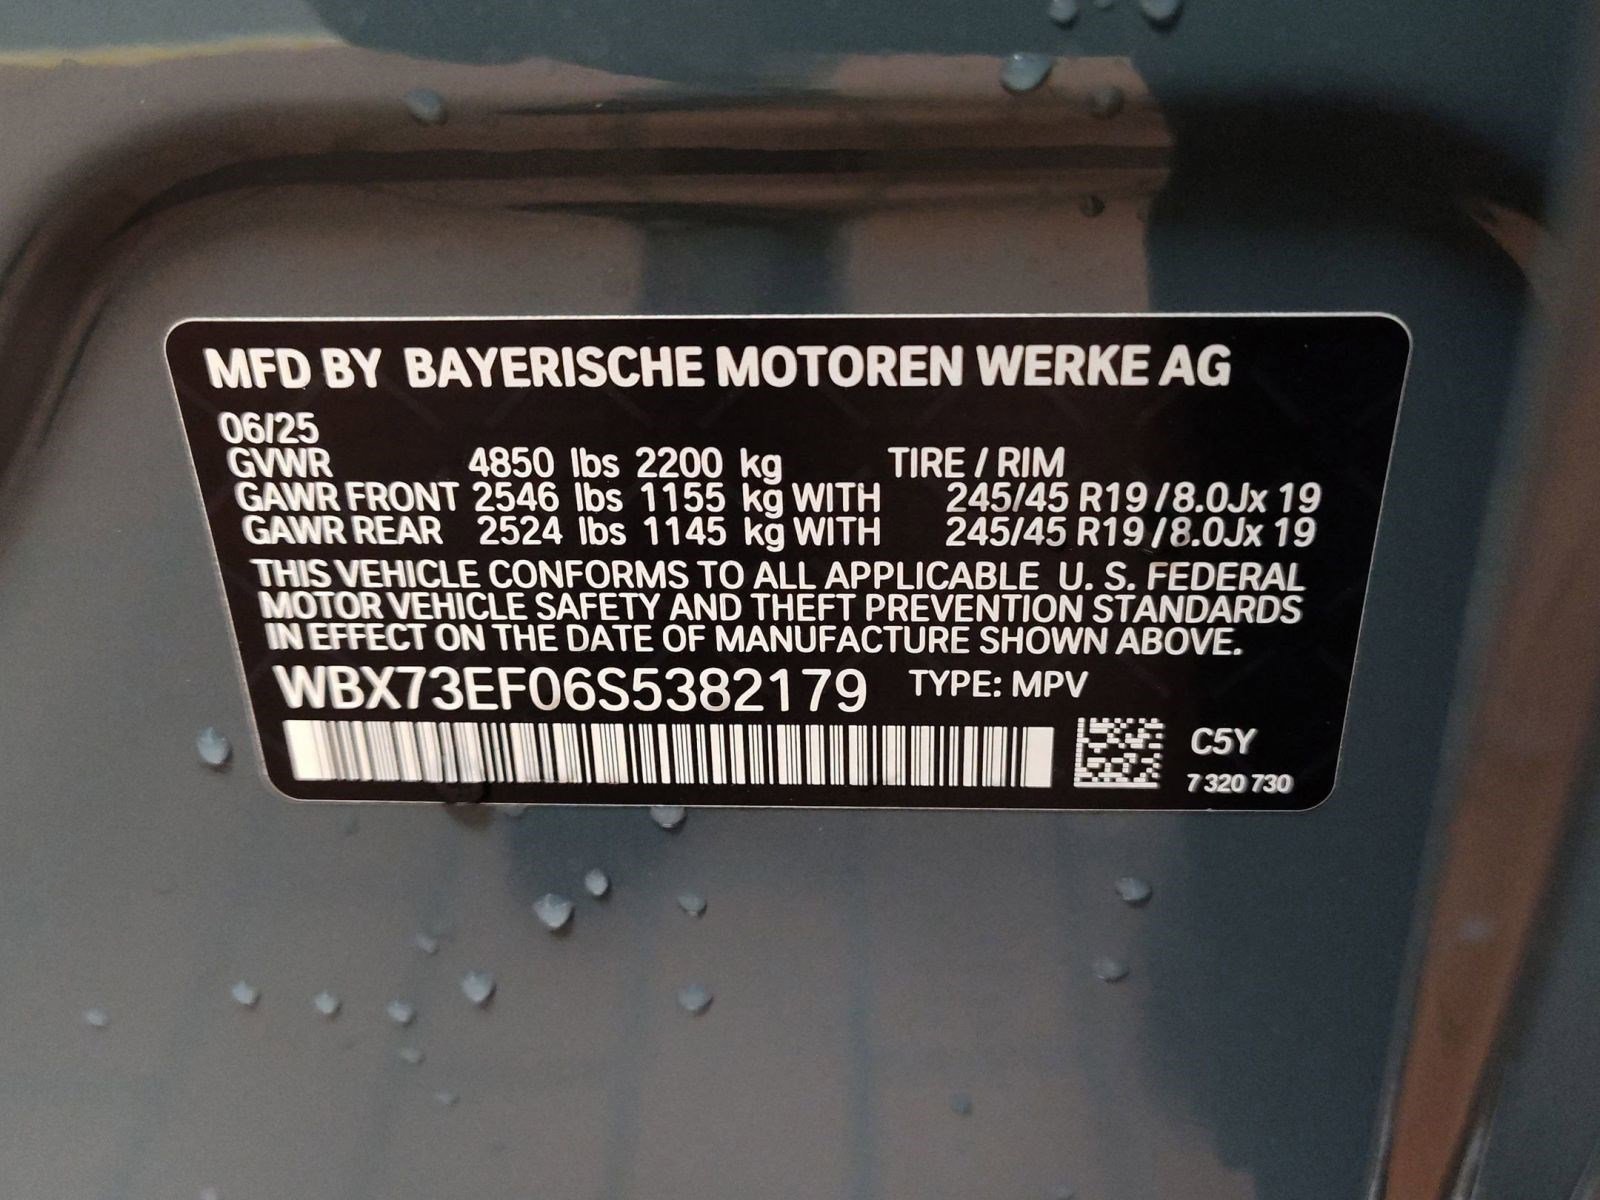 MFD BY BAYERISCHE MOTOREN WERKE AG
06/25
GVWR 4850 lbs 2200 kg TIRE / RIM
GAWR FRONT 2546 lbs 1155 kg WITH 245/45 R19 / 8.0Jx 19
GAWR REAR 2524 lbs 1145 kg WITH 245/45 R19 / 8.0Jx 19
THIS VEHICLE CONFORMS TO ALL APPLICABLE U. S. FEDERAL
MOTOR VEHICLE SAFETY AND THEFT PREVENTION STANDARDS
IN EFFECT ON THE DATE OF MANUFACTURE SHOWN ABOVE.
WBX73EF06S5382179 TYPE: MPV
C5Y
7 320 730